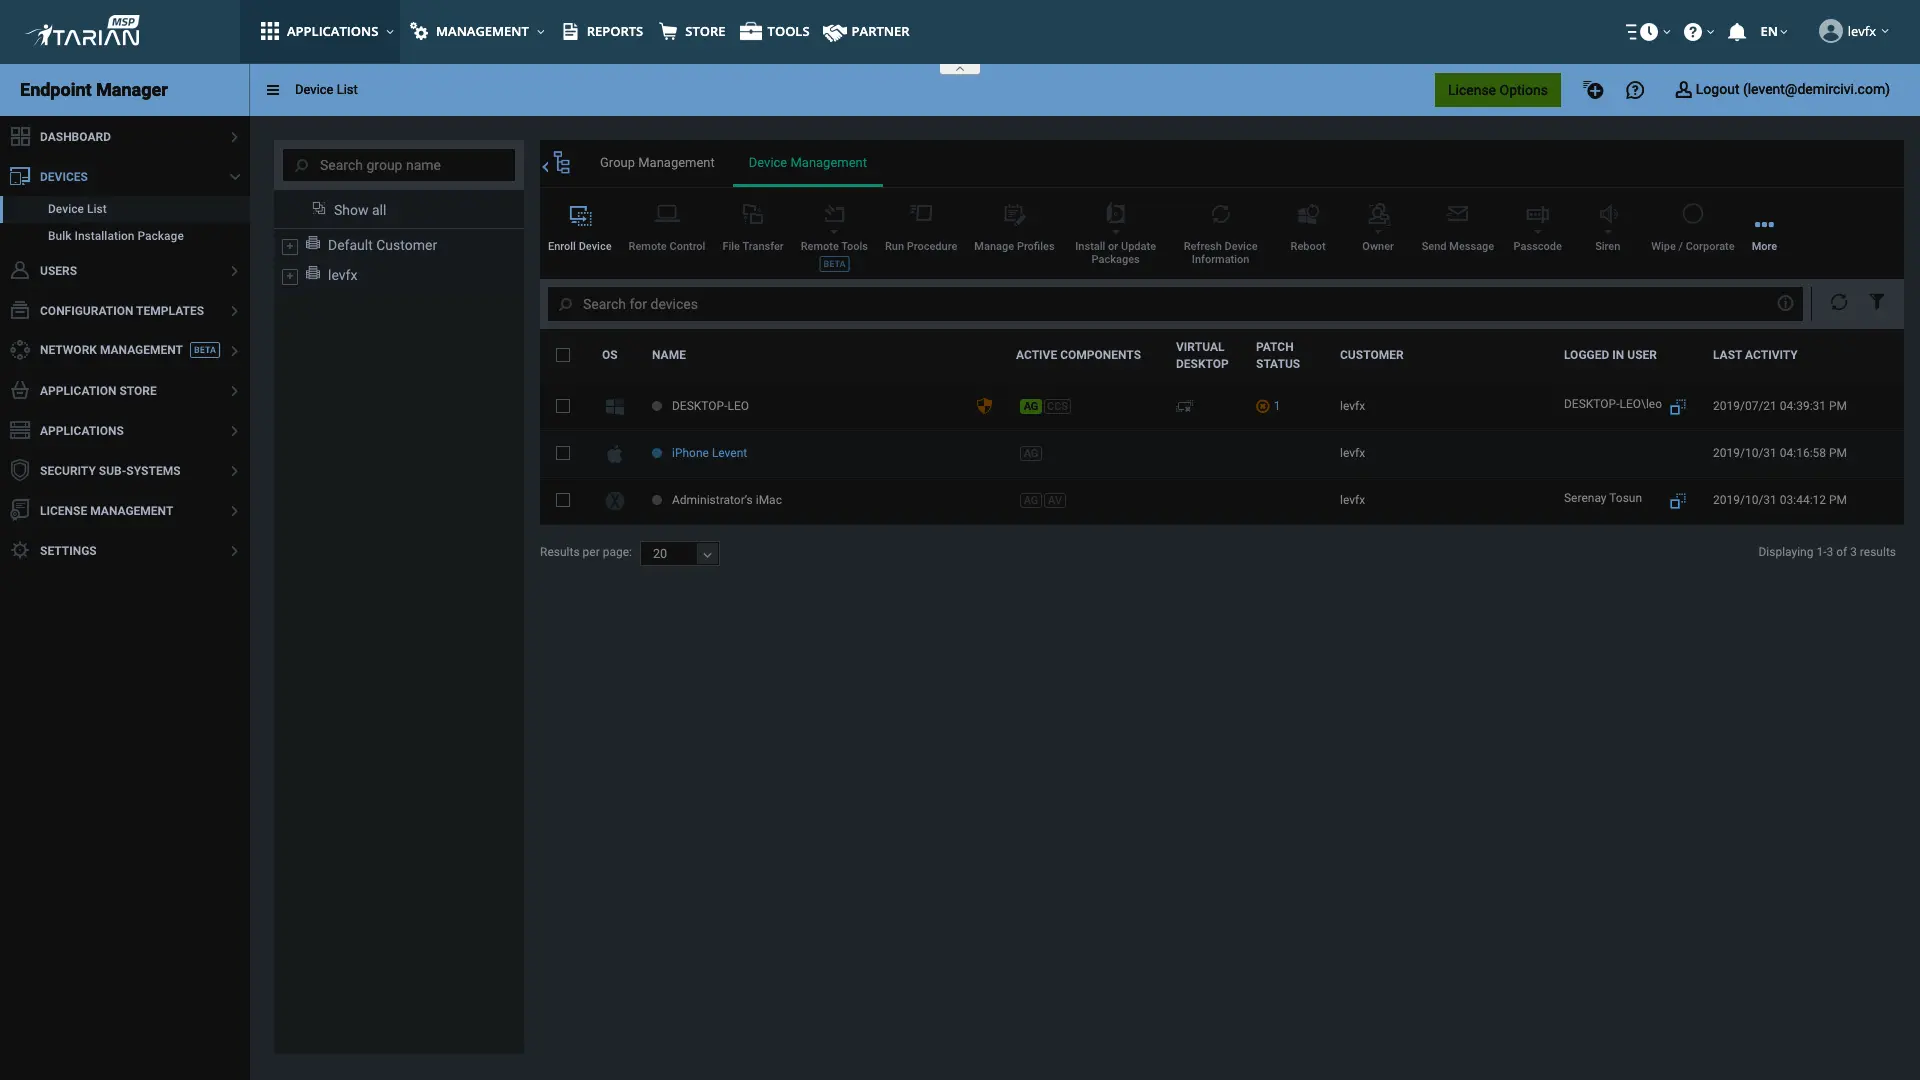 MSP
ITARIAN
APPLICATIONS
MANAGEMENT
REPORTS
STORE
TOOLS
PARTNER
EN
levfx
Endpoint Manager
Device List
License Options
Logout (levent@demircivi.com)
DASHBOARD
DEVICES
Device List
Bulk Installation Package
USERS
CONFIGURATION TEMPLATES
NETWORK MANAGEMENT BETA
APPLICATION STORE
APPLICATIONS
SECURITY SUB-SYSTEMS
LICENSE MANAGEMENT
SETTINGS
Search group name
Show all
Default Customer
levfx
Group Management
Device Management
Enroll Device
Remote Control
File Transfer
Remote Tools
BETA
Run Procedure
Manage Profiles
Install or Update
Packages
Refresh Device
Information
Reboot
Owner
Send Message
Passcode
Siren
Wipe / Corporate
More
Search for devices
OS
NAME
ACTIVE COMPONENTS
VIRTUAL
DESKTOP
PATCH
STATUS
CUSTOMER
LOGGED IN USER
LAST ACTIVITY
DESKTOP-LEO AG CCS 1 levfx DESKTOP-LEO\leo 2019/07/21 04:39:31 PM
iPhone Levent AG levfx 2019/10/31 04:16:58 PM
Administrator's iMac AG AV levfx Serenay Tosun 2019/10/31 03:44:12 PM
Results per page: 20
Displaying 1-3 of 3 results